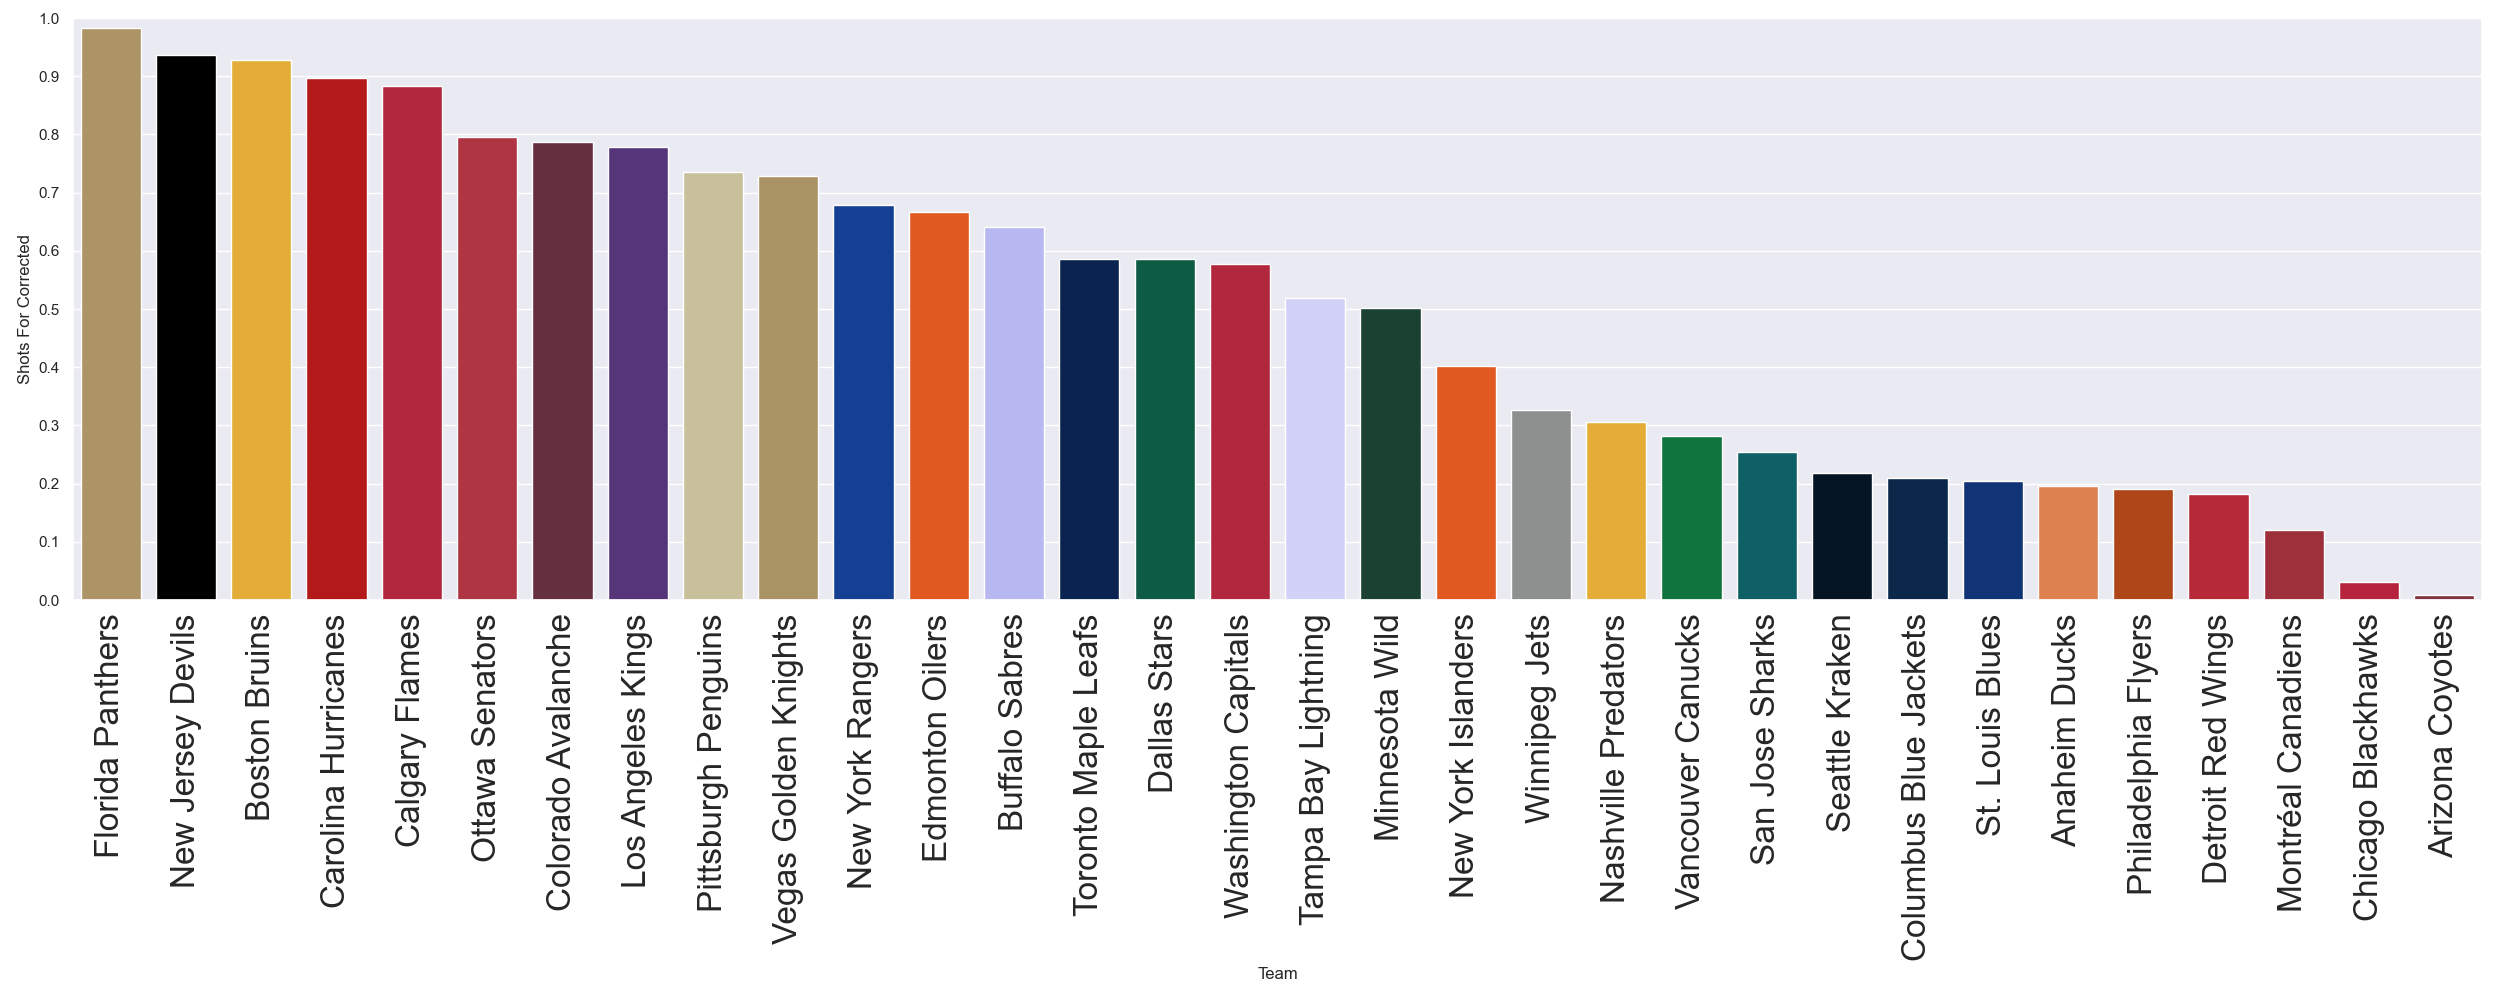 1.0
0.9
0.8
0.7
0.6
0.5
0.4
0.3
0.2
0.1
0.0
Shots For Corrected
Florida Panthers
New Jersey Devils
Boston Bruins
Carolina Hurricanes
Calgary Flames
Ottawa Senators
Colorado Avalanche
Los Angeles Kings
Pittsburgh Penguins
Vegas Golden Knights
New York Rangers
Edmonton Oilers
Buffalo Sabres
Toronto Maple Leafs
Dallas Stars
Washington Capitals
Tampa Bay Lightning
Minnesota Wild
New York Islanders
Winnipeg Jets
Nashville Predators
Vancouver Canucks
San Jose Sharks
Seattle Kraken
Columbus Blue Jackets
St. Louis Blues
Anaheim Ducks
Philadelphia Flyers
Detroit Red Wings
Montréal Canadiens
Chicago Blackhawks
Arizona Coyotes
Team